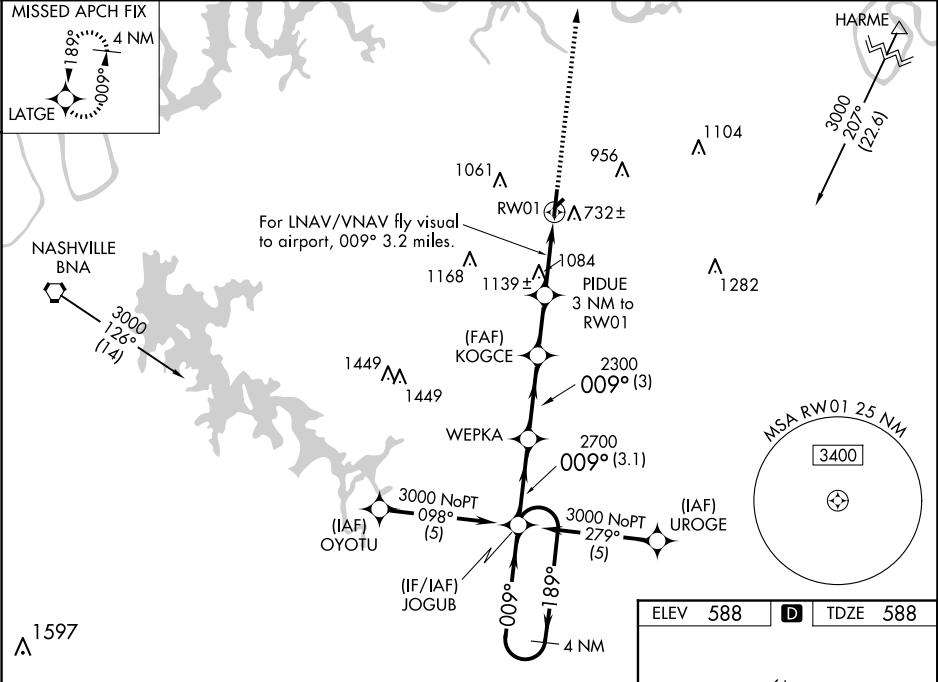 MISSED APCH FIX
4 NM
189°
009°
LATGE
HARME
3000
207°
(22.6)
1104
956
1061
RW01
732±
For LNAV/VNAV fly visual
to airport, 009° 3.2 miles.
NASHVILLE
BNA
3000
126°
(14)
1168
1084
1139±
1282
PIDUE
3 NM to
RW01
(FAF)
KOGCE
2300
009° (3)
1449
1449
WEPKA
2700
009° (3.1)
MSA RW01 25 NM
3400
3000 NoPT
098°
(5)
(IAF)
OYOTU
3000 NoPT
279°
(5)
(IAF)
UROGE
(IF/IAF)
JOGUB
009°
189°
4 NM
1597
ELEV 588 D TDZE 588